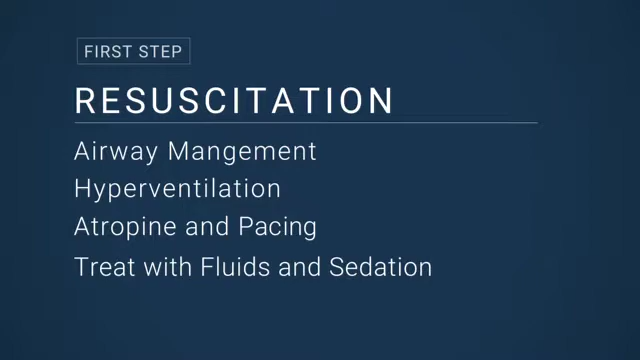 FIRST STEP
RESUSCITATION
Airway Mangement
Hyperventilation
Atropine and Pacing
Treat with Fluids and Sedation